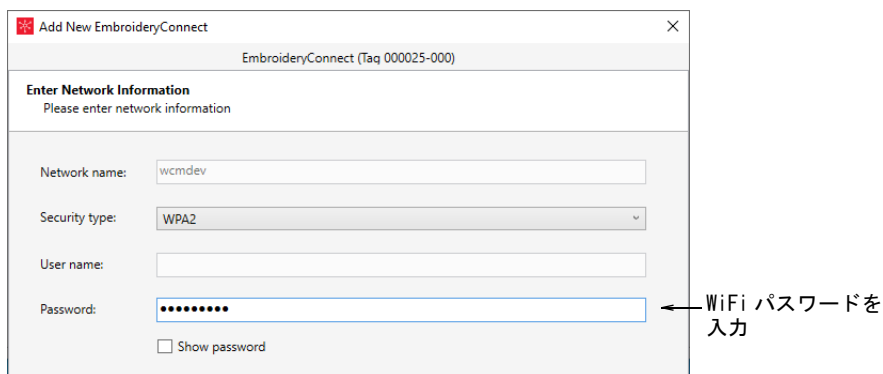 Add New EmbroideryConnect
EmbroideryConnect (Tag 000025-000)
Enter Network Information
Please enter network information
Network name:
wcmdev
Security type:
WPA2
User name:
Password:
●●●●●●●●●
WiFi パスワードを
入力
Show password